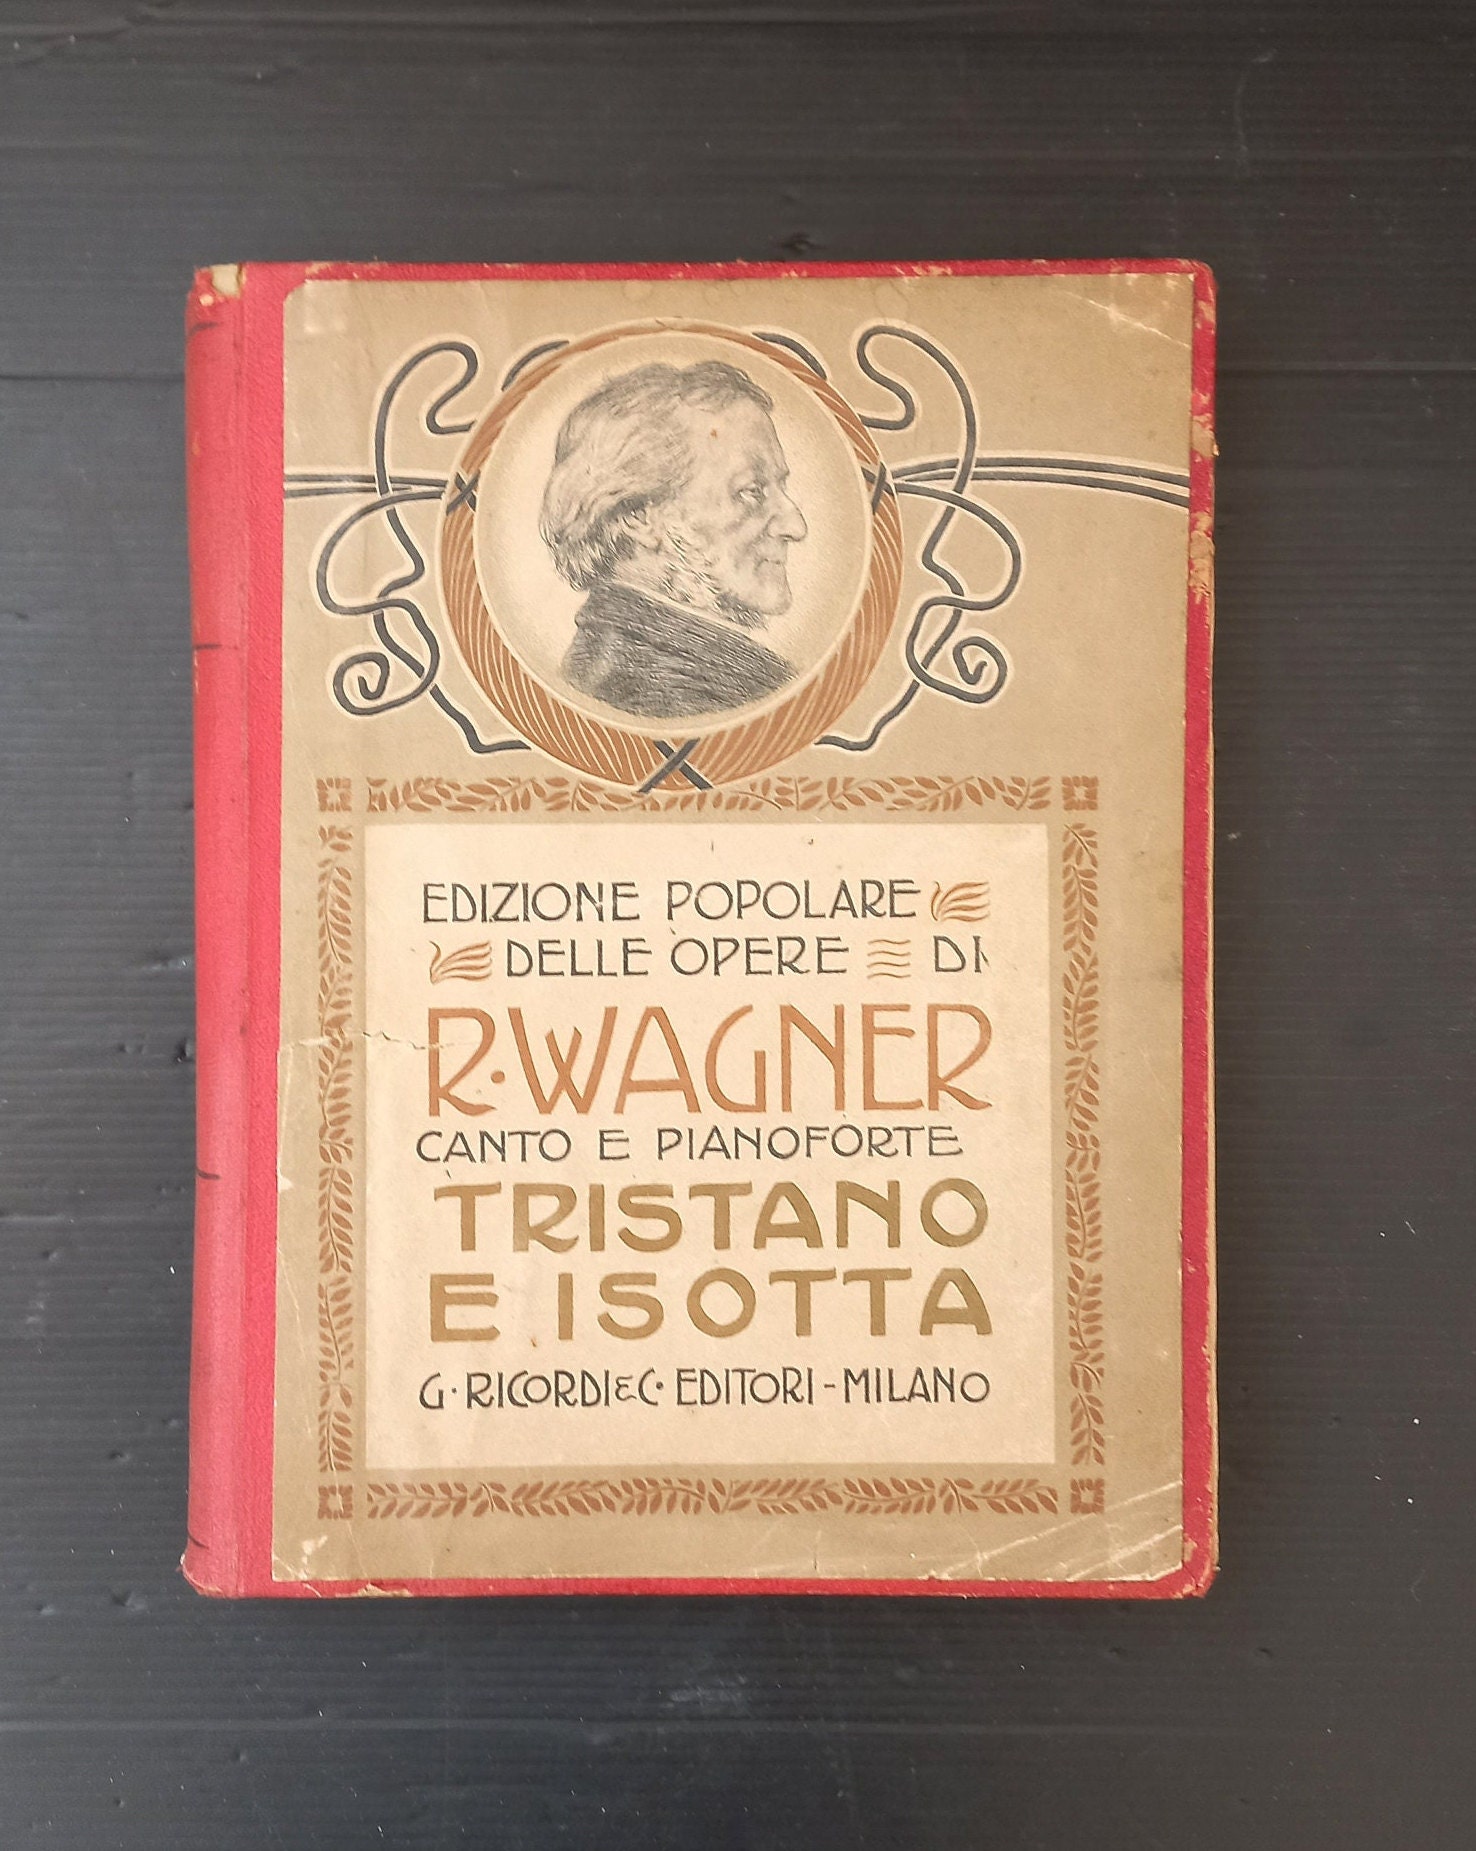 EDIZIONE POPOLARE
DELLE OPERE DI
R. WAGNER
CANTO E PIANOFORTE
TRISTANO
E ISOTTA
G. RICORDI & C. EDITORI - MILANO